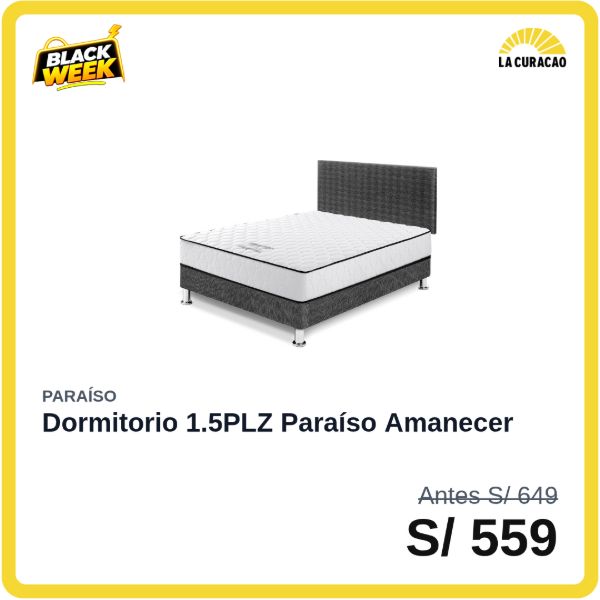 BLACK
WEEK
LA CURACAO
PARAÍSO
Dormitorio 1.5PLZ Paraíso Amanecer
Antes S/ 649
S/ 559